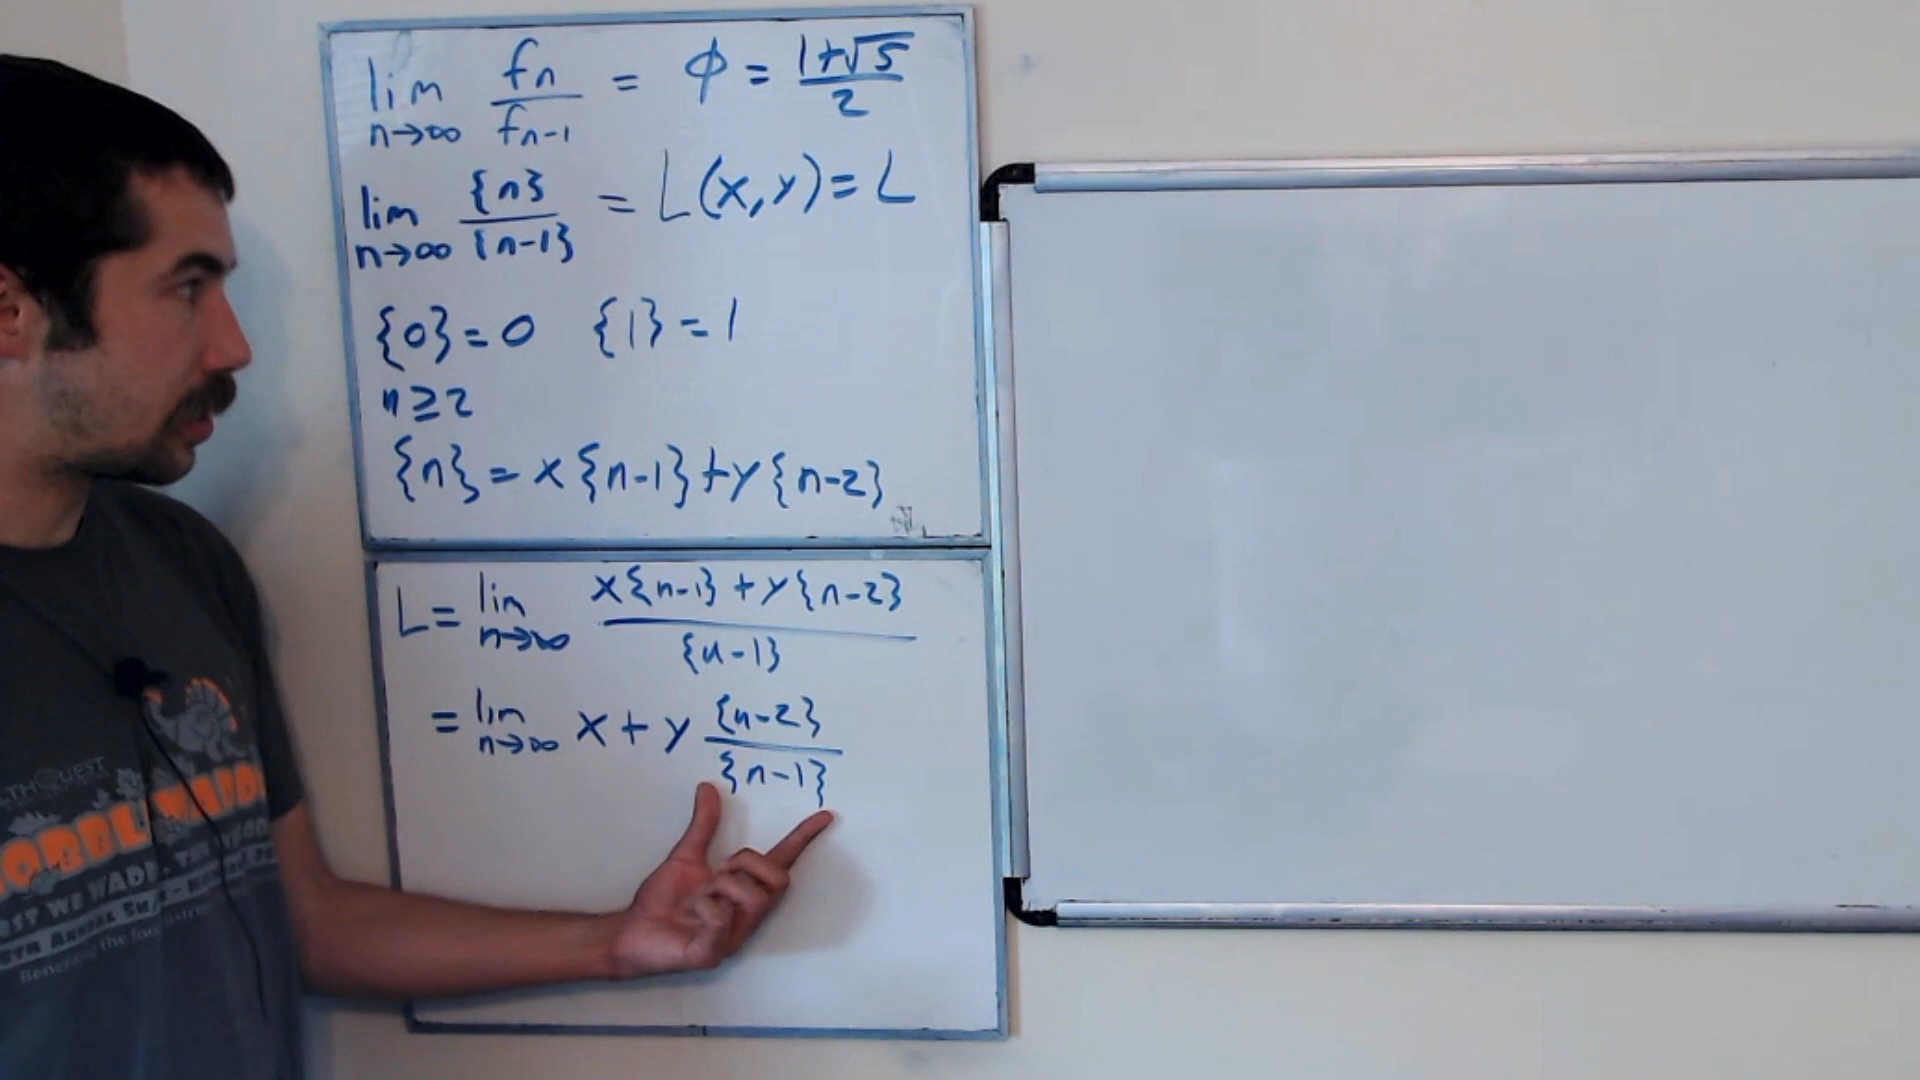 lim n→∞ fn/fn-1 = φ = (1+√5)/2
lim n→∞ {n}/{n-1} = L(x,y) = L
{0}=0 {1}=1
n≥2
{n}=x{n-1}+y{n-2}
L= lim n→∞ (x{n-1}+y{n-2})/{n-1}
= lim n→∞ x+y {n-2}/{n-1}